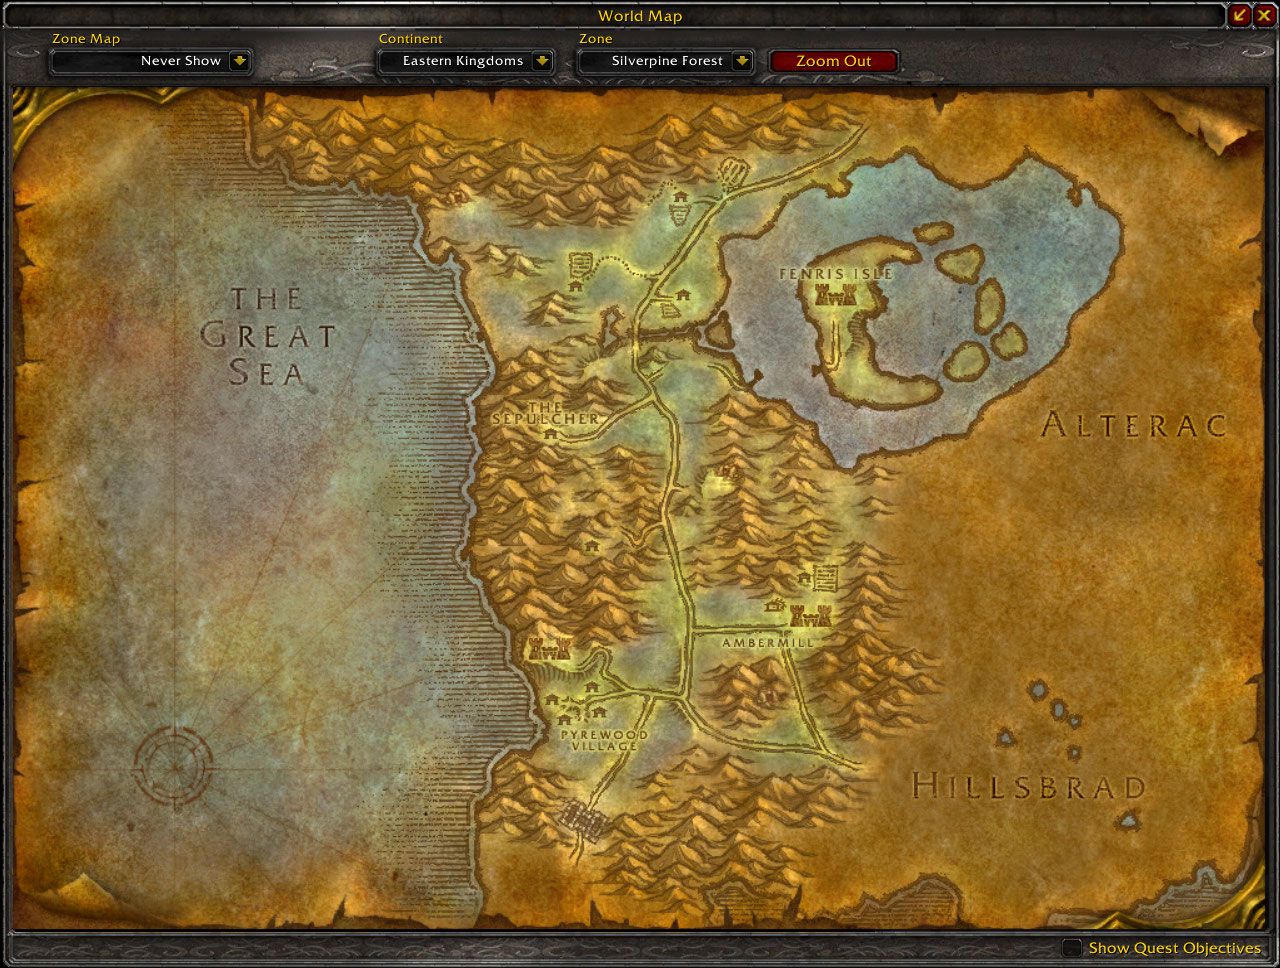 World Map
Zone Map
Continent
Zone
Never Show
Eastern Kingdoms
Silverpine Forest
Zoom Out
FENRIS ISLE
THE
GREAT
SEA
THE
SEPULCHER
ALTERAC
AMBERMILL
PYREWOOD
VILLAGE
HILLSBRAD
Show Quest Objectives